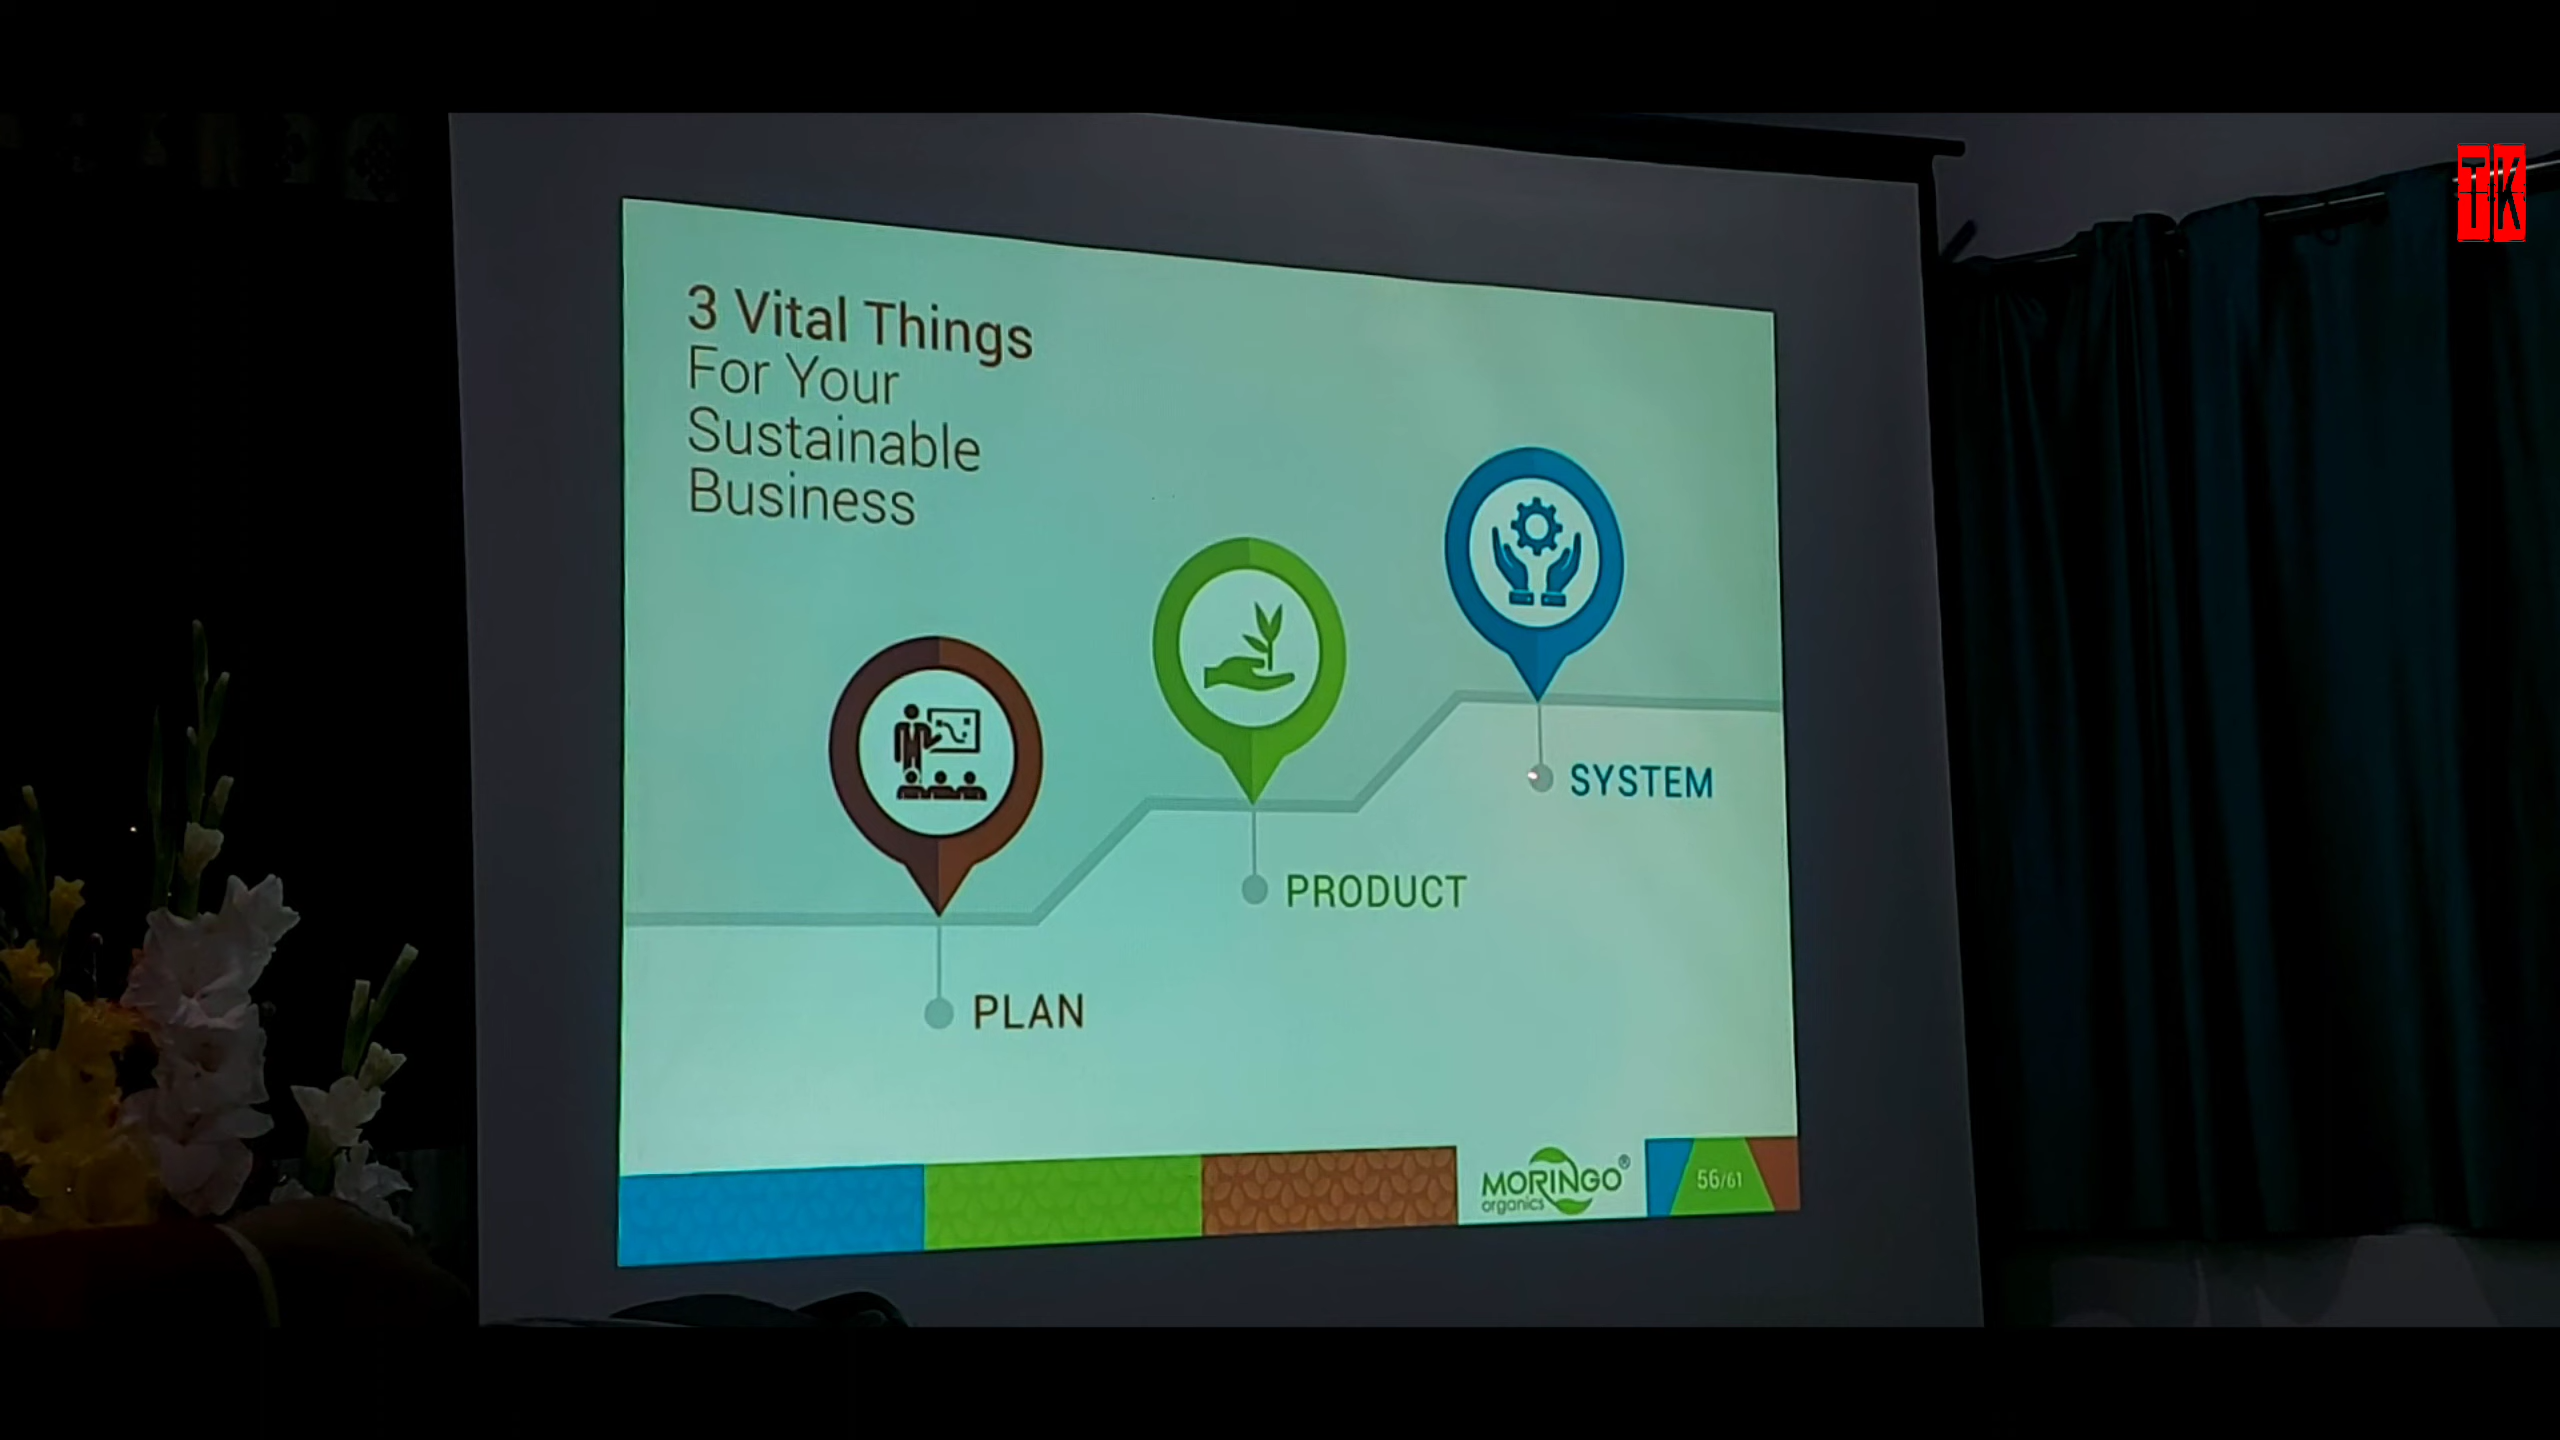 TK
3 Vital Things
For Your
Sustainable
Business
SYSTEM
PRODUCT
PLAN
MORINGO®
organics
56/61